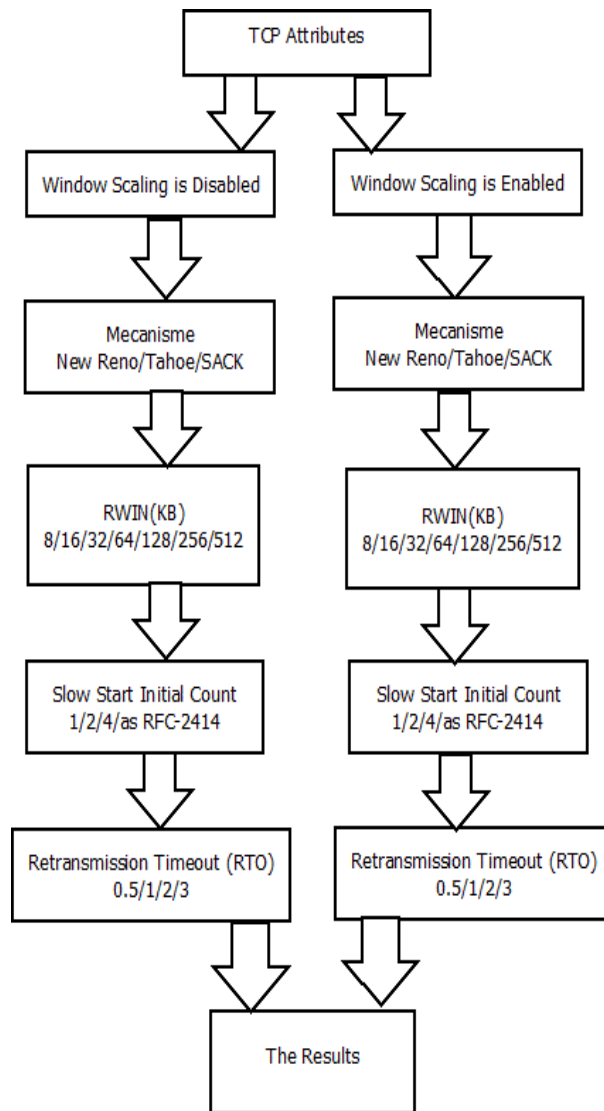 TCP Attributes
Window Scaling is Disabled
Window Scaling is Enabled
Mecanisme
New Reno/Tahoe/SACK
Mecanisme
New Reno/Tahoe/SACK
RWIN(KB)
8/16/32/64/128/256/512
RWIN(KB)
8/16/32/64/128/256/512
Slow Start Initial Count
1/2/4/as RFC-2414
Slow Start Initial Count
1/2/4/as RFC-2414
Retransmission Timeout (RTO)
0.5/1/2/3
Retransmission Timeout (RTO)
0.5/1/2/3
The Results